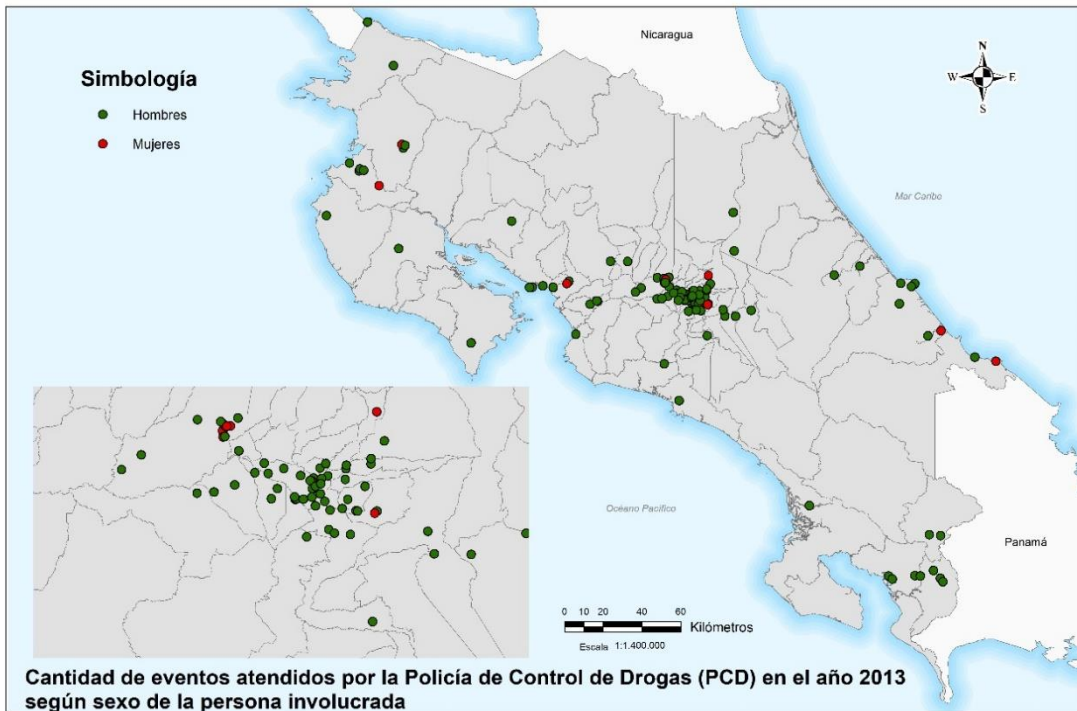 Nicaragua
N
W E
S
Simbología
Hombres
Mujeres
Mar Caribe
Océano Pacífico
Panamá
0 10 20 40 60
Kilómetros
Escala 1:1.400.000
Cantidad de eventos atendidos por la Policía de Control de Drogas (PCD) en el año 2013
según sexo de la persona involucrada